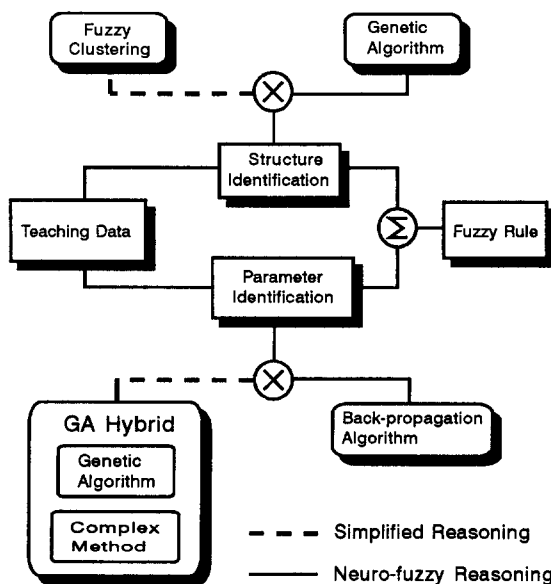 Fuzzy
Clustering
Genetic
Algorithm
Structure
Identification
Teaching Data
Σ
Fuzzy Rule
Parameter
Identification
GA Hybrid
Genetic
Algorithm
Complex
Method
Back-propagation
Algorithm
Simplified Reasoning
Neuro-fuzzy Reasoning